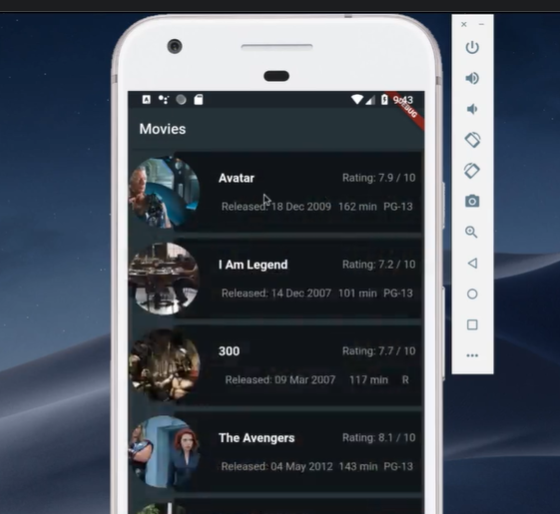 9:43
DEBUG
Movies
Avatar Rating: 7.9 / 10
Released: 18 Dec 2009 162 min PG-13
I Am Legend Rating: 7.2 / 10
Released: 14 Dec 2007 101 min PG-13
300 Rating: 7.7 / 10
Released: 09 Mar 2007 117 min R
The Avengers Rating: 8.1 / 10
Released: 04 May 2012 143 min PG-13